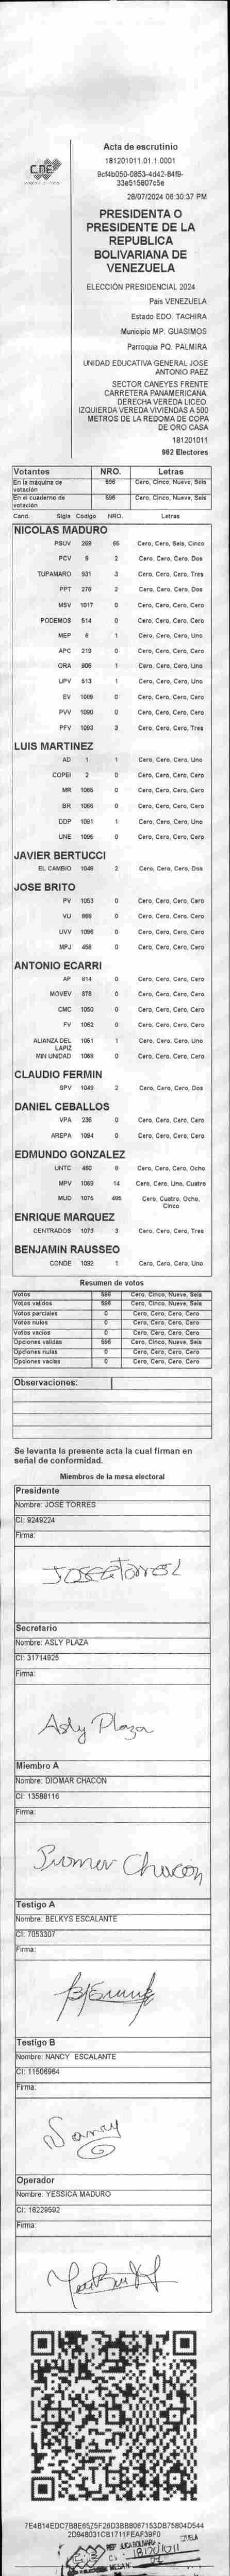 CNE
Acta de escrutinio
181201011.01.1.0001
9cf4b050-0853-4d42-84f9-
33e515807c5e
28/07/2024 06:30:37 PM
PRESIDENTA O
PRESIDENTE DE LA
REPUBLICA
BOLIVARIANA DE
VENEZUELA
ELECCIÓN PRESIDENCIAL 2024
País VENEZUELA
Estado EDO. TACHIRA
Municipio MP. GUASIMOS
Parroquia PQ. PALMIRA
UNIDAD EDUCATIVA GENERAL JOSE
ANTONIO PAEZ
SECTOR CANEYES FRENTE
CARRETERA PANAMERICANA.
DERECHA VEREDA LICEO.
IZQUIERDA VEREDA VIVIENDAS A 500
METROS DE LA REDOMA DE COPA
DE ORO CASA
181201011
962 Electores
Votantes NRO. Letras
En la máquina de votación 596 Cero, Cinco, Nueve, Seis
En el cuaderno de votación 596 Cero, Cinco, Nueve, Seis
Cand. Sigla Código NRO. Letras
NICOLAS MADURO
PSUV 269 65 Cero, Cero, Seis, Cinco
PCV 9 2 Cero, Cero, Cero, Dos
TUPAMARO 931 3 Cero, Cero, Cero, Tres
PPT 276 2 Cero, Cero, Cero, Dos
MSV 1017 0 Cero, Cero, Cero, Cero
PODEMOS 514 0 Cero, Cero, Cero, Cero
MEP 6 1 Cero, Cero, Cero, Uno
APC 219 0 Cero, Cero, Cero, Cero
ORA 906 1 Cero, Cero, Cero, Uno
UPV 513 1 Cero, Cero, Cero, Uno
EV 1089 0 Cero, Cero, Cero, Cero
PVV 1090 0 Cero, Cero, Cero, Cero
PFV 1093 3 Cero, Cero, Cero, Tres
LUIS MARTINEZ
AD 1 1 Cero, Cero, Cero, Uno
COPEI 2 0 Cero, Cero, Cero, Cero
MR 1065 0 Cero, Cero, Cero, Cero
BR 1066 0 Cero, Cero, Cero, Cero
DDP 1091 1 Cero, Cero, Cero, Uno
UNE 1095 0 Cero, Cero, Cero, Cero
JAVIER BERTUCCI
EL CAMBIO 1046 2 Cero, Cero, Cero, Dos
JOSE BRITO
PV 1053 0 Cero, Cero, Cero, Cero
VU 0 Cero, Cero, Cero, Cero
UVV 1096 0 Cero, Cero, Cero, Cero
MPJ 458 0 Cero, Cero, Cero, Cero
ANTONIO ECARRI
AP 814 0 Cero, Cero, Cero, Cero
MOVEV 978 0 Cero, Cero, Cero, Cero
CMC 1050 0 Cero, Cero, Cero, Cero
FV 1062 0 Cero, Cero, Cero, Cero
ALIANZA DEL LAPIZ 1061 1 Cero, Cero, Cero, Uno
MIN UNIDAD 1068 0 Cero, Cero, Cero, Cero
CLAUDIO FERMIN
SPV 1049 2 Cero, Cero, Cero, Dos
DANIEL CEBALLOS
VPA 236 0 Cero, Cero, Cero, Cero
AREPA 1094 0 Cero, Cero, Cero, Cero
EDMUNDO GONZALEZ
UNTC 460 8 Cero, Cero, Cero, Ocho
MPV 1069 14 Cero, Cero, Uno, Cuatro
MUD 1075 485 Cero, Cuatro, Ocho, Cinco
ENRIQUE MARQUEZ
CENTRADOS 1073 3 Cero, Cero, Cero, Tres
BENJAMIN RAUSSEO
CONDE 1092 1 Cero, Cero, Cero, Uno
Resumen de votos
Votos 596 Cero, Cinco, Nueve, Seis
Votos validos 596 Cero, Cinco, Nueve, Seis
Votos parciales 0 Cero, Cero, Cero, Cero
Votos nulos 0 Cero, Cero, Cero, Cero
Votos vacios 0 Cero, Cero, Cero, Cero
Opciones validas 596 Cero, Cinco, Nueve, Seis
Opciones nulas 0 Cero, Cero, Cero, Cero
Opciones vacias 0 Cero, Cero, Cero, Cero
Observaciones:
Se levanta la presente acta la cual firman en
señal de conformidad.
Miembros de la mesa electoral
Presidente
Nombre: JOSE TORRES
CI: 9249224
Firma:
Secretario
Nombre: ASLY PLAZA
CI: 31714925
Firma:
Asly Plaza
Miembro A
Nombre: DIOMAR CHACON
CI: 13588116
Firma:
Diomar Chacón
Testigo A
Nombre: BELKYS ESCALANTE
CI: 7053307
Firma:
Testigo B
Nombre: NANCY ESCALANTE
CI: 11506964
Firma:
Nancy
Operador
Nombre: YESSICA MADURO
CI: 16229592
Firma:
7E4B14EDC7B8E6575F26D3BB8067153DB75804D544
2D948031CB1711FEAF39F0
181201011